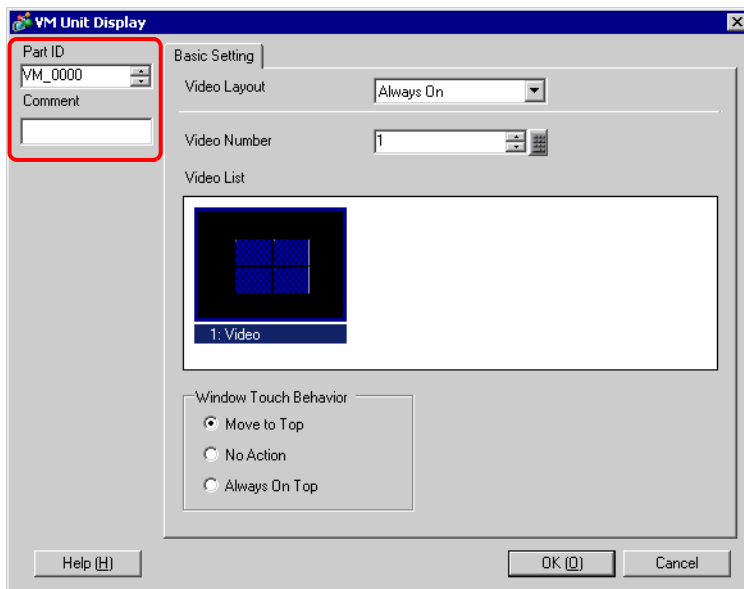 VM Unit Display
Part ID
VM_0000
Comment
Basic Setting
Video Layout
Always On
Video Number
1
Video List
1: Video
Window Touch Behavior
Move to Top
No Action
Always On Top
Help (H)
OK (O)
Cancel